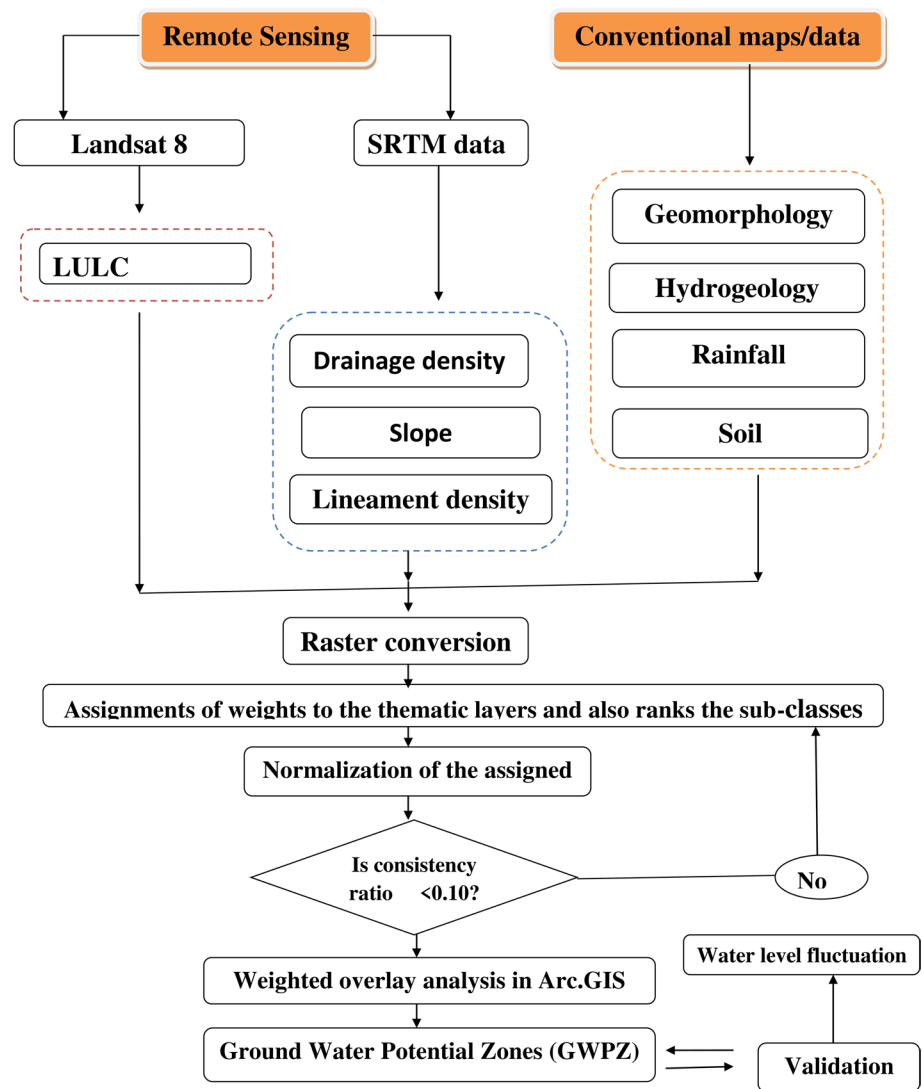 Remote Sensing
Conventional maps/data
Landsat 8
SRTM data
LULC
Geomorphology
Hydrogeology
Rainfall
Soil
Drainage density
Slope
Lineament density
Raster conversion
Assignments of weights to the thematic layers and also ranks the sub-classes
Normalization of the assigned
Is consistency
ratio <0.10?
No
Weighted overlay analysis in Arc.GIS
Water level fluctuation
Ground Water Potential Zones (GWPZ)
Validation